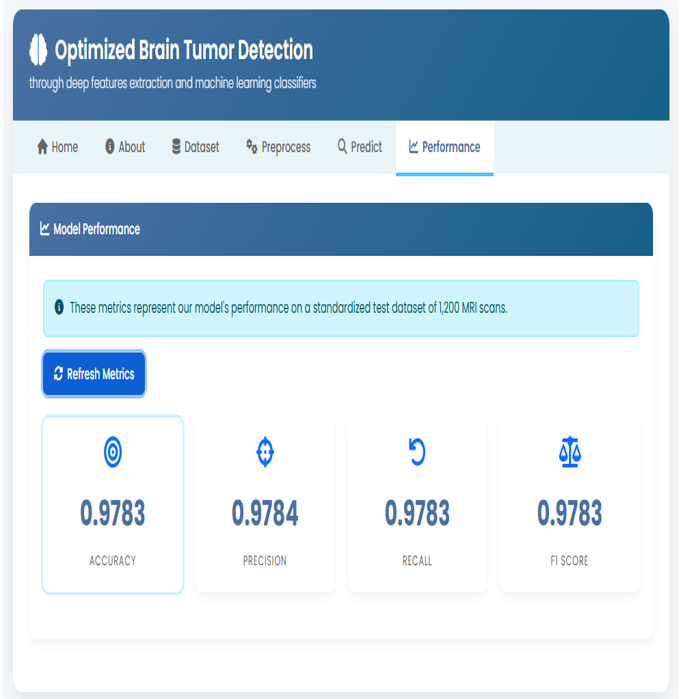 Optimized Brain Tumor Detection
through deep features extraction and machine learning classifiers
Home About Dataset Preprocess Predict Performance
Model Performance
These metrics represent our model's performance on a standardized test dataset of 1,200 MRI scans.
Refresh Metrics
0.9783 0.9784 0.9783 0.9783
ACCURACY PRECISION RECALL F1 SCORE